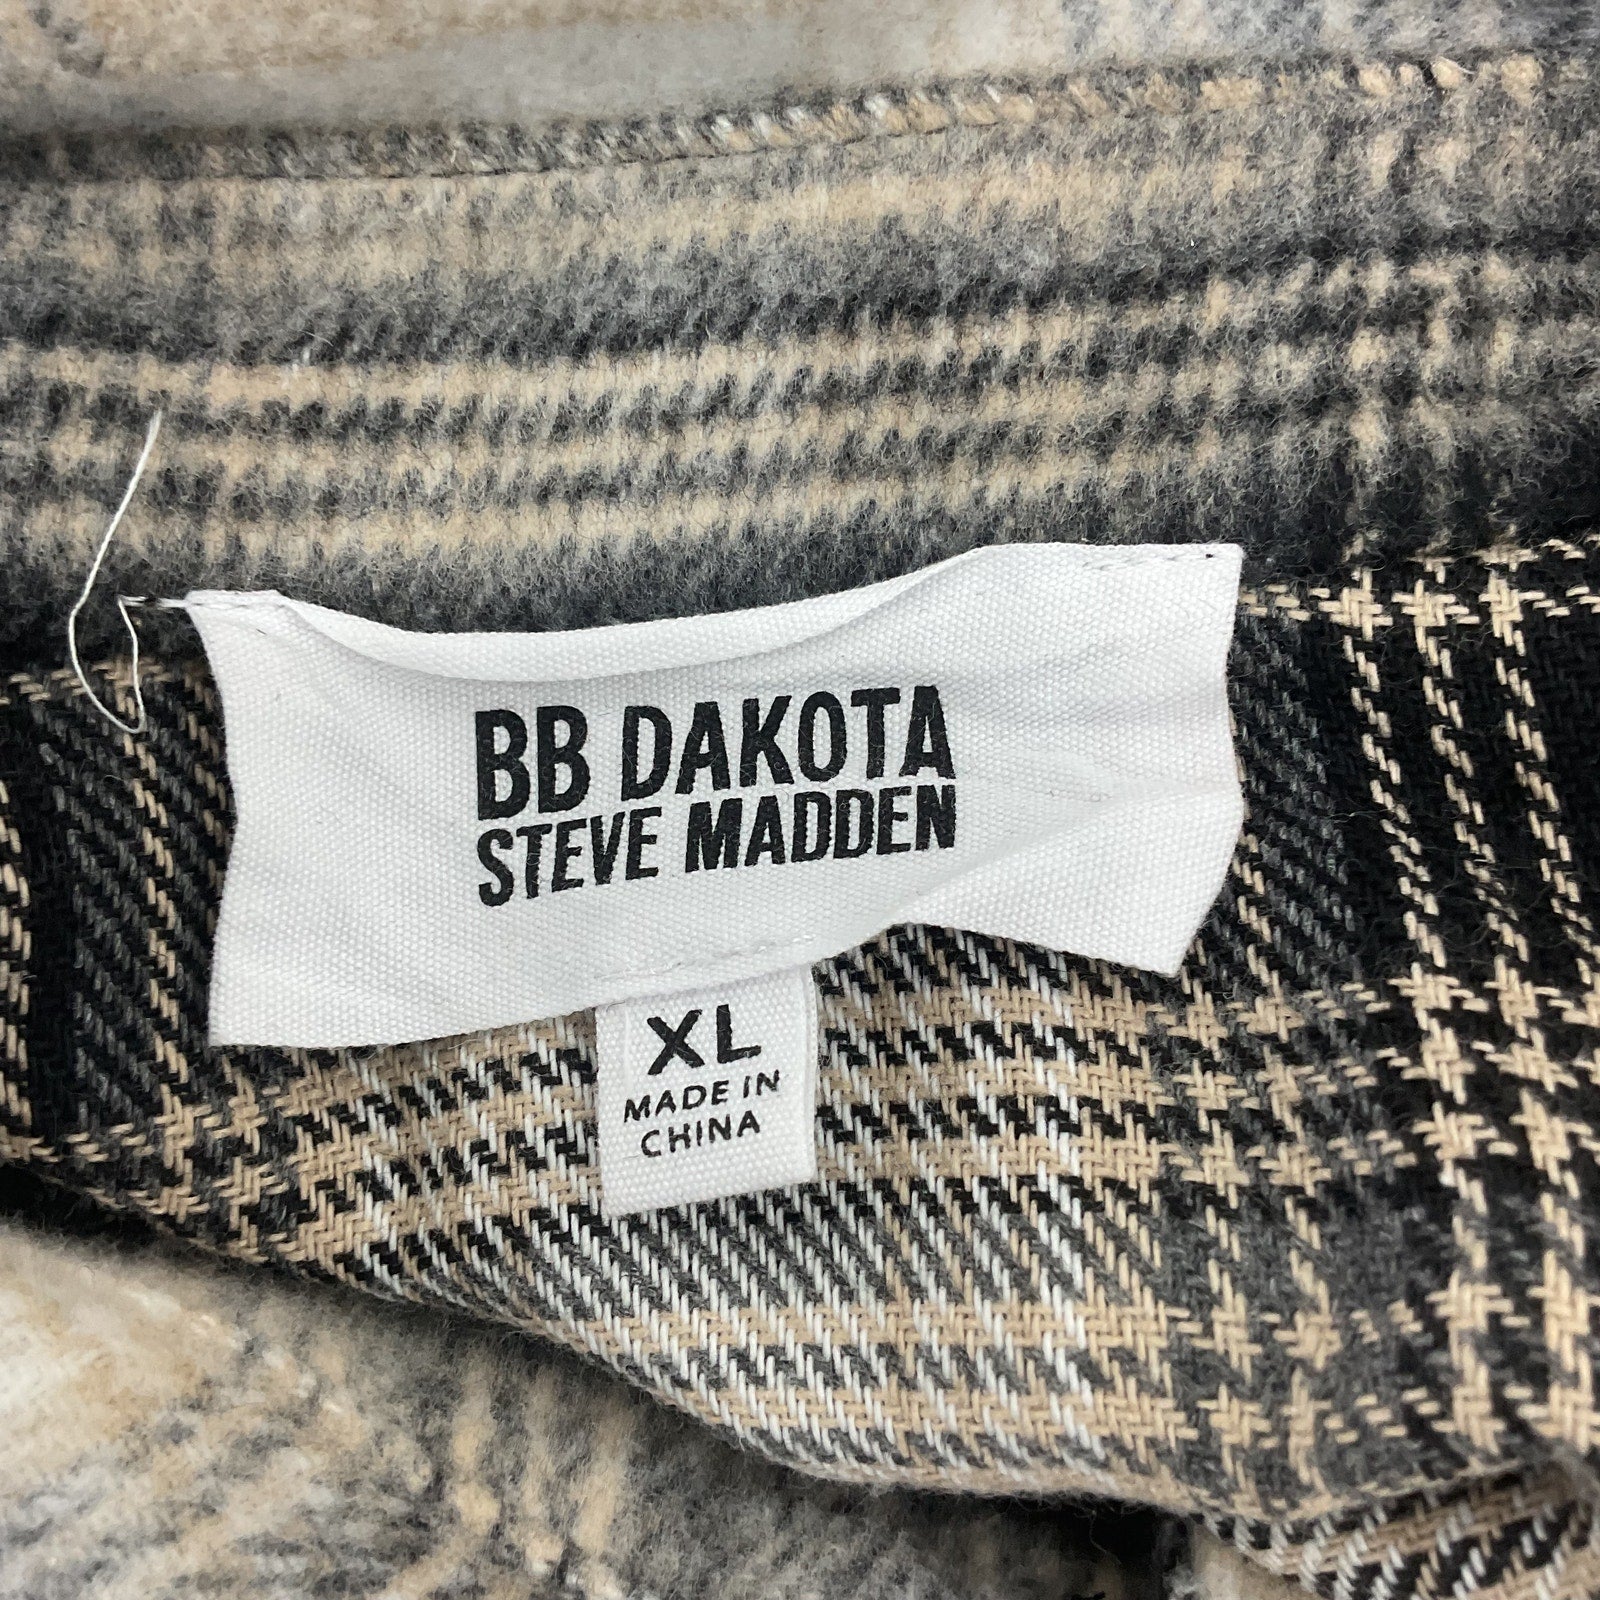 BB DAKOTA
STEVE MADDEN
XL
MADE IN
CHINA